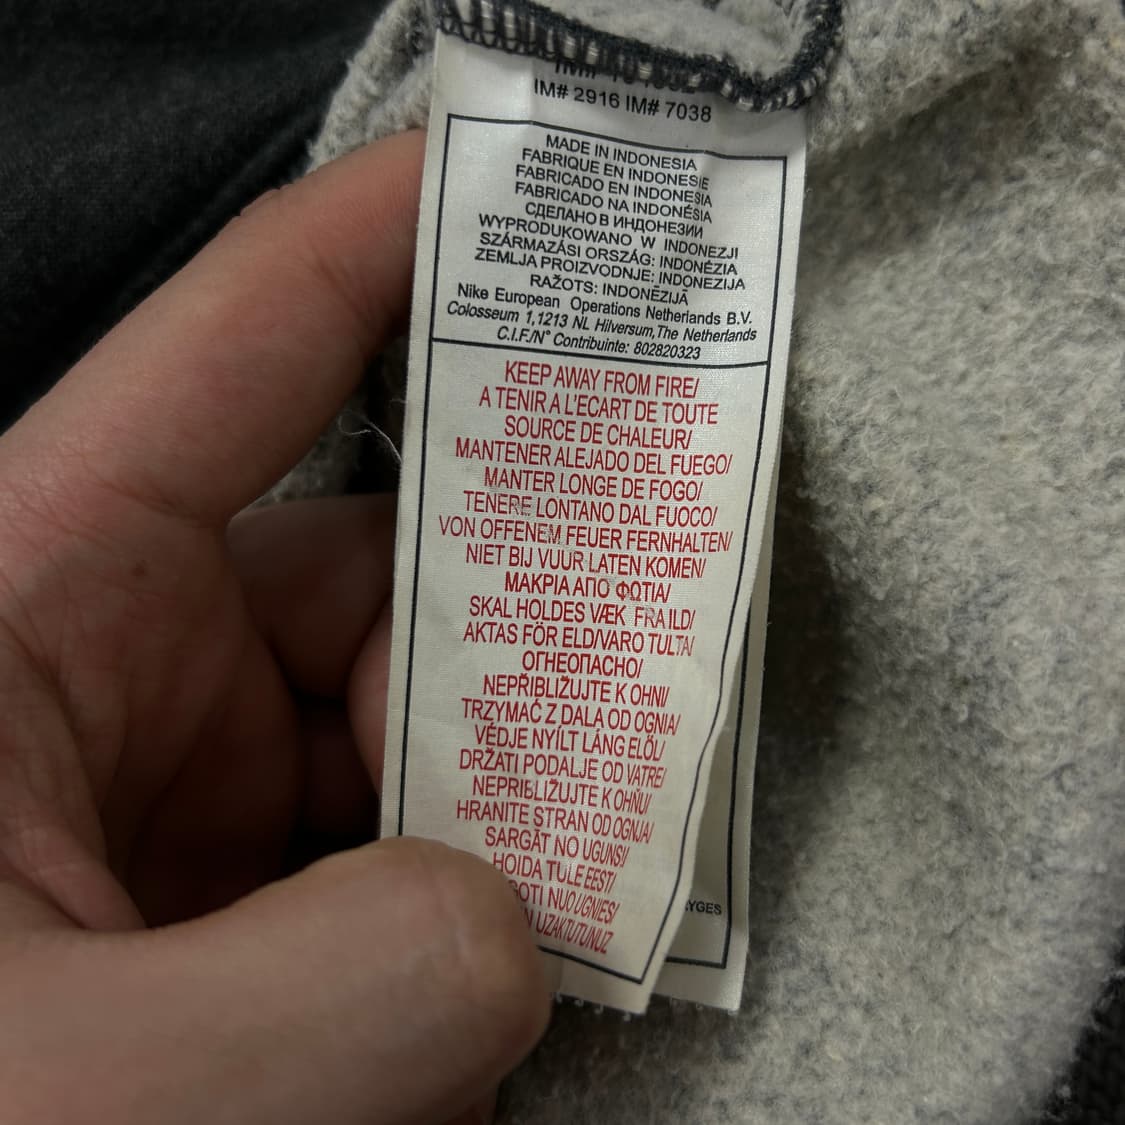 IM# 2916 IM# 7038
MADE IN INDONESIA
FABRIQUE EN INDONESIE
FABRICADO EN INDONESIA
FABRICADO NA INDONÉSIA
СДЕЛАНО В ИНДОНЕЗИИ
WYPRODUKOWANO W INDONEZJI
SZÁRMAZÁSI ORSZÁG: INDONÉZIA
ZEMLJA PROIZVODNJE: INDONEZIJA
RAŽOTS: INDONĒZIJĀ
Nike European Operations Netherlands B.V.
Colosseum 1,1213 NL Hilversum,The Netherlands
C.I.F./N° Contribuinte: 802820323
KEEP AWAY FROM FIRE/
A TENIR A L'ECART DE TOUTE
SOURCE DE CHALEUR/
MANTENER ALEJADO DEL FUEGO/
MANTER LONGE DE FOGO/
TENERE LONTANO DAL FUOCO/
VON OFFENEM FEUER FERNHALTEN/
NIET BIJ VUUR LATEN KOMEN/
ΜΑΚΡΙΑ ΑΠΟ ΦΩΤΙΑ/
SKAL HOLDES VÆK FRA ILD/
AKTAS FÖR ELD/VARO TULTA/
ОГНЕОПАСНО/
NEPŘIBLIŽUJTE K OHNI/
TRZYMAĆ Z DALA OD OGNIA/
VÉDJE NYÍLT LÁNG ELŐL/
DRŽATI PODALJE OD VATRE/
NEPRIBLIŽUJTE K OHŇU/
HRANITE STRAN OD OGNJA/
SARGĀT NO UGUNS/
HOIDA TULE EEST/
NUO UGNIES/
UZAKTUTUNUZ